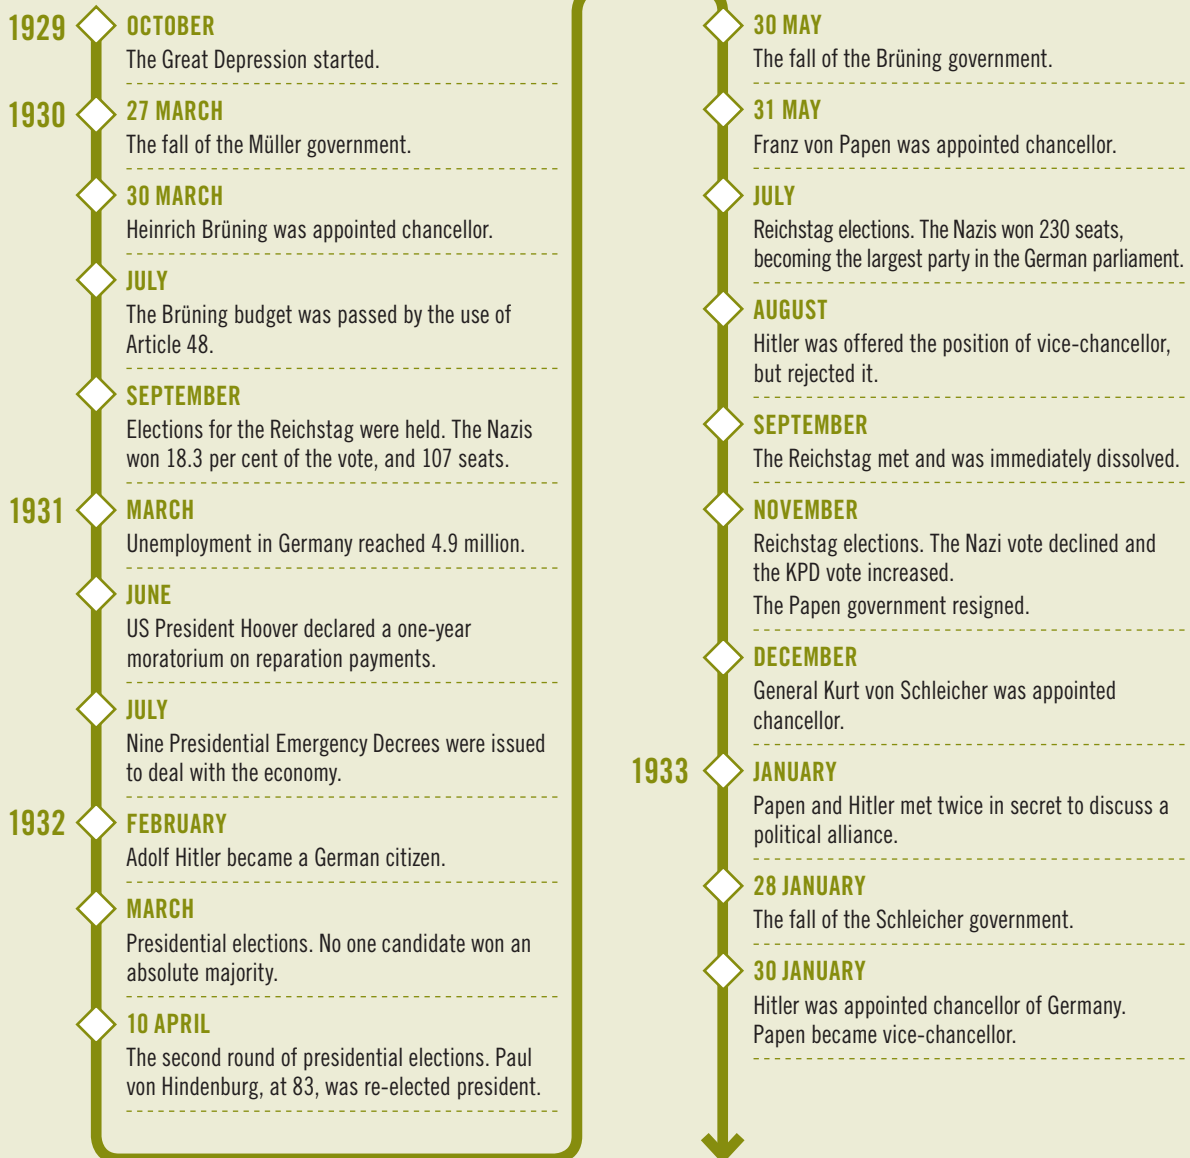 1929
OCTOBER
The Great Depression started.
1930
27 MARCH
The fall of the Müller government.
30 MARCH
Heinrich Brüning was appointed chancellor.
JULY
The Brüning budget was passed by the use of
Article 48.
SEPTEMBER
Elections for the Reichstag were held. The Nazis
won 18.3 per cent of the vote, and 107 seats.
1931
MARCH
Unemployment in Germany reached 4.9 million.
JUNE
US President Hoover declared a one-year
moratorium on reparation payments.
JULY
Nine Presidential Emergency Decrees were issued
to deal with the economy.
1932
FEBRUARY
Adolf Hitler became a German citizen.
MARCH
Presidential elections. No one candidate won an
absolute majority.
10 APRIL
The second round of presidential elections. Paul
von Hindenburg, at 83, was re-elected president.
30 MAY
The fall of the Brüning government.
31 MAY
Franz von Papen was appointed chancellor.
JULY
Reichstag elections. The Nazis won 230 seats,
becoming the largest party in the German parliament.
AUGUST
Hitler was offered the position of vice-chancellor,
but rejected it.
SEPTEMBER
The Reichstag met and was immediately dissolved.
NOVEMBER
Reichstag elections. The Nazi vote declined and
the KPD vote increased.
The Papen government resigned.
DECEMBER
General Kurt von Schleicher was appointed
chancellor.
1933
JANUARY
Papen and Hitler met twice in secret to discuss a
political alliance.
28 JANUARY
The fall of the Schleicher government.
30 JANUARY
Hitler was appointed chancellor of Germany.
Papen became vice-chancellor.